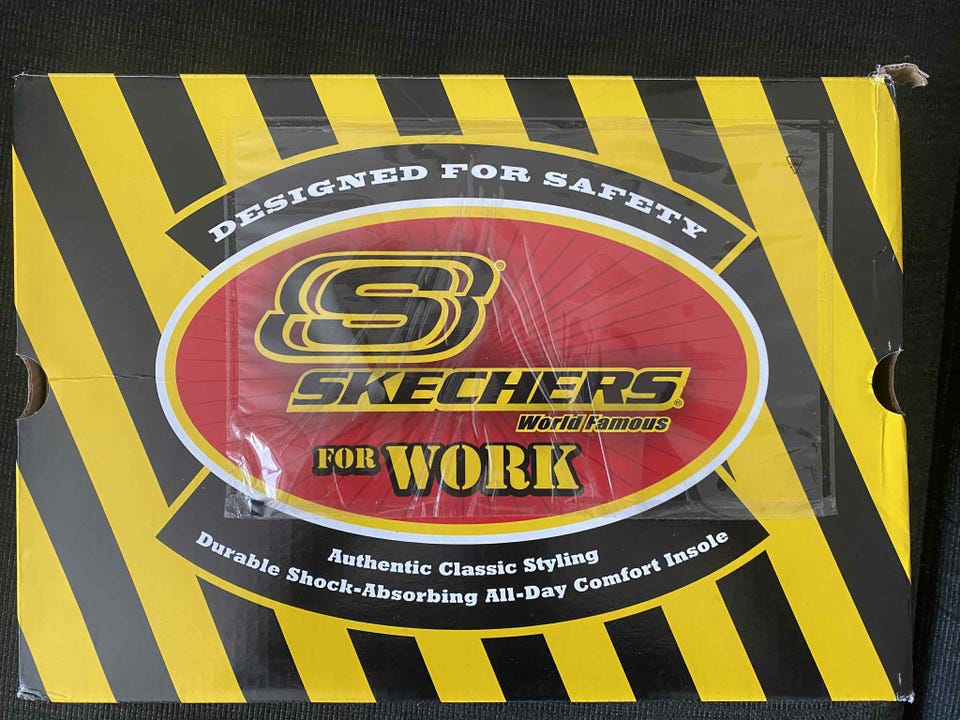 DESIGNED FOR SAFETY
S®
SKECHERS®
World Famous
FOR WORK
Authentic Classic Styling
Durable Shock-Absorbing All-Day Comfort Insole